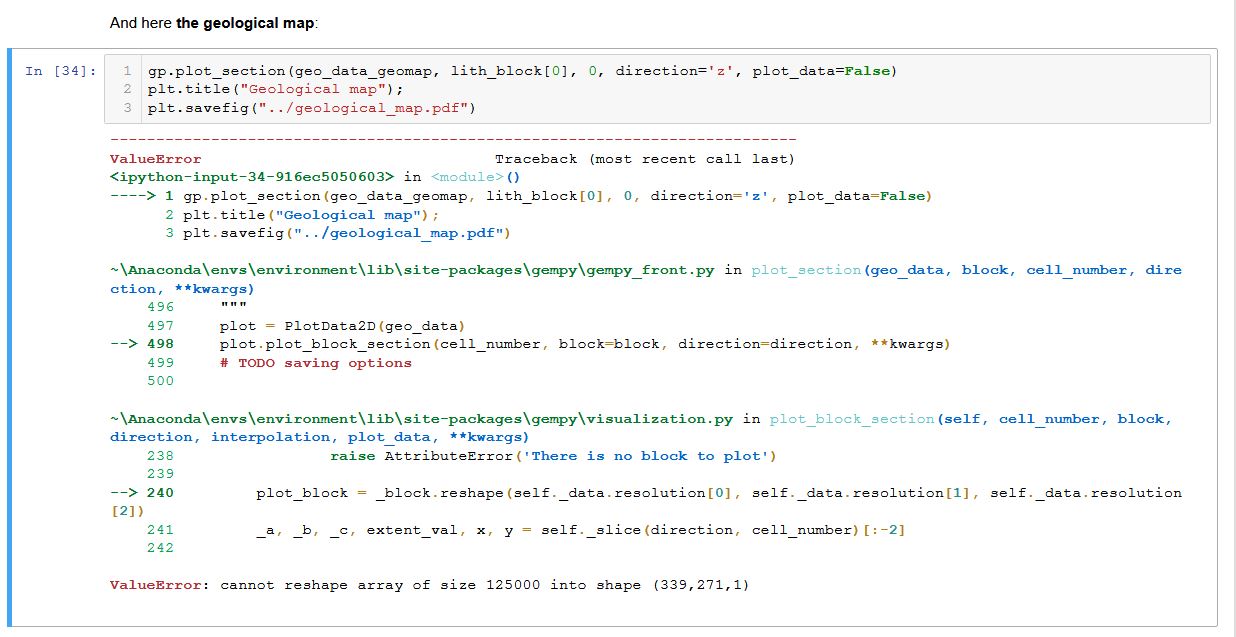 And here the geological map:
In [34]:
1 gp.plot_section(geo_data_geomap, lith_block[0], 0, direction='z', plot_data=False)
2 plt.title("Geological map");
3 plt.savefig("../geological_map.pdf")
---------------------------------------------------------------------------
ValueError Traceback (most recent call last)
<ipython-input-34-916ec5050603> in <module>()
----> 1 gp.plot_section(geo_data_geomap, lith_block[0], 0, direction='z', plot_data=False)
2 plt.title("Geological map");
3 plt.savefig("../geological_map.pdf")
~\Anaconda\envs\environment\lib\site-packages\gempy\gempy_front.py in plot_section(geo_data, block, cell_number, dire
ction, **kwargs)
496 """
497 plot = PlotData2D(geo_data)
--> 498 plot.plot_block_section(cell_number, block=block, direction=direction, **kwargs)
499 # TODO saving options
500
~\Anaconda\envs\environment\lib\site-packages\gempy\visualization.py in plot_block_section(self, cell_number, block,
direction, interpolation, plot_data, **kwargs)
238 raise AttributeError('There is no block to plot')
239
--> 240 plot_block = _block.reshape(self._data.resolution[0], self._data.resolution[1], self._data.resolution
[2])
241 _a, _b, _c, extent_val, x, y = self._slice(direction, cell_number)[:-2]
242
ValueError: cannot reshape array of size 125000 into shape (339,271,1)